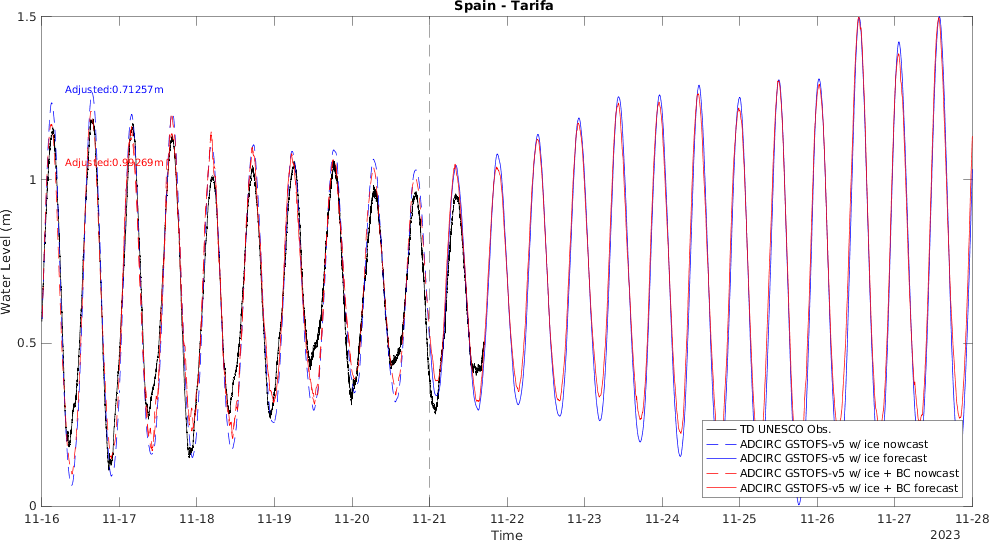 Spain - Tarifa
1.5
1
0.5
0
Water Level (m)
Adjusted:0.71257m
Adjusted:0.99269m
TD UNESCO Obs.
ADCIRC GSTOFS-v5 w/ ice nowcast
ADCIRC GSTOFS-v5 w/ ice forecast
ADCIRC GSTOFS-v5 w/ ice + BC nowcast
ADCIRC GSTOFS-v5 w/ ice + BC forecast
11-16 11-17 11-18 11-19 11-20 11-21 11-22 11-23 11-24 11-25 11-26 11-27 11-28
Time
2023